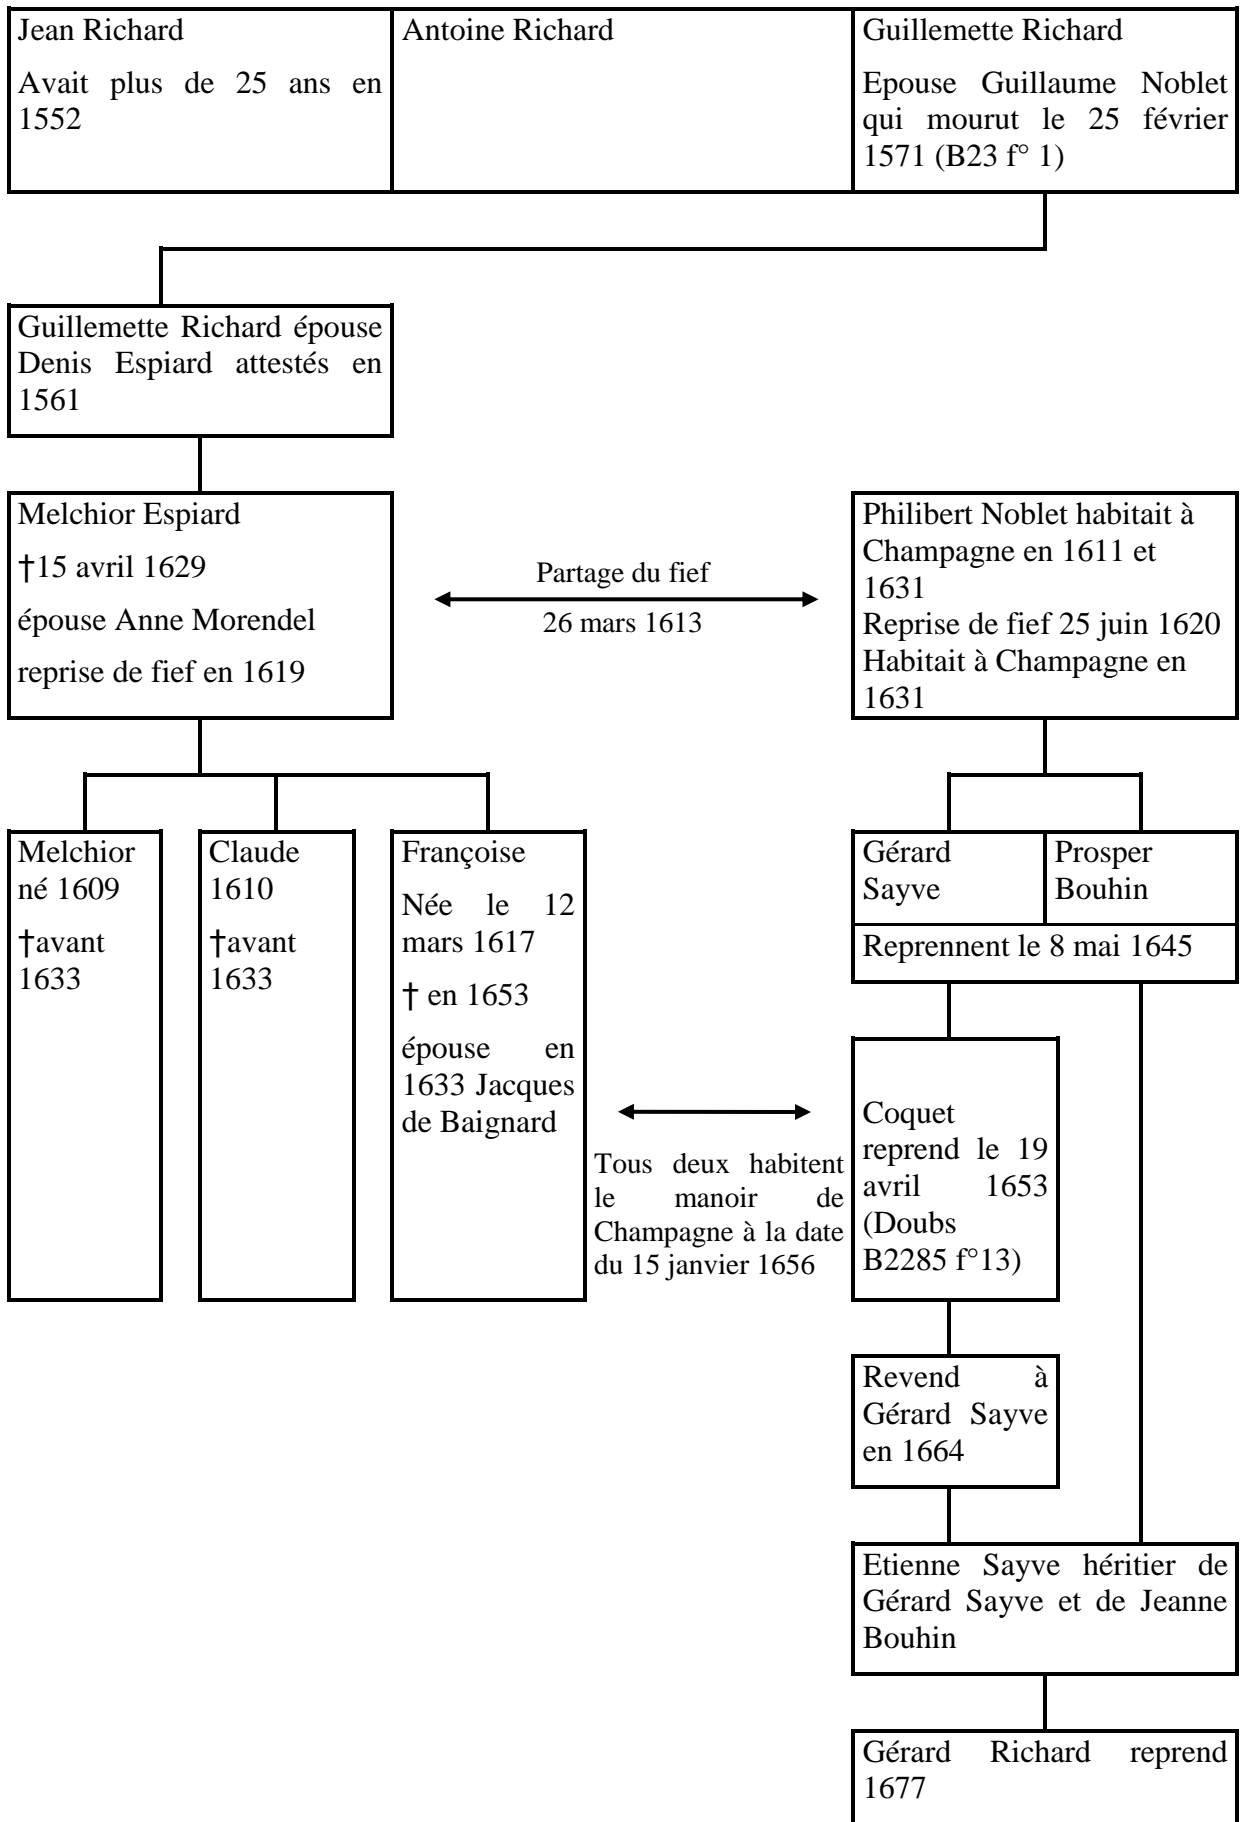 Jean Richard
Avait plus de 25 ans en
1552
Antoine Richard
Guillemette Richard
Epouse Guillaume Noblet
qui mourut le 25 février
1571 (B23 f° 1)
Guillemette Richard épouse
Denis Espiard attestés en
1561
Melchior Espiard
†15 avril 1629
épouse Anne Morendel
reprise de fief en 1619
Partage du fief
26 mars 1613
Philibert Noblet habitait à
Champagne en 1611 et
1631
Reprise de fief 25 juin 1620
Habitait à Champagne en
1631
Melchior
né 1609
†avant
1633
Claude
1610
†avant
1633
Françoise
Née le 12
mars 1617
† en 1653
épouse en
1633 Jacques
de Baignard
Tous deux habitent
le manoir de
Champagne à la date
du 15 janvier 1656
Gérard
Sayve
Prosper
Bouhin
Reprennent le 8 mai 1645
Coquet
reprend le 19
avril 1653
(Doubs
B2285 f°13)
Revend à
Gérard Sayve
en 1664
Etienne Sayve héritier de
Gérard Sayve et de Jeanne
Bouhin
Gérard Richard reprend
1677